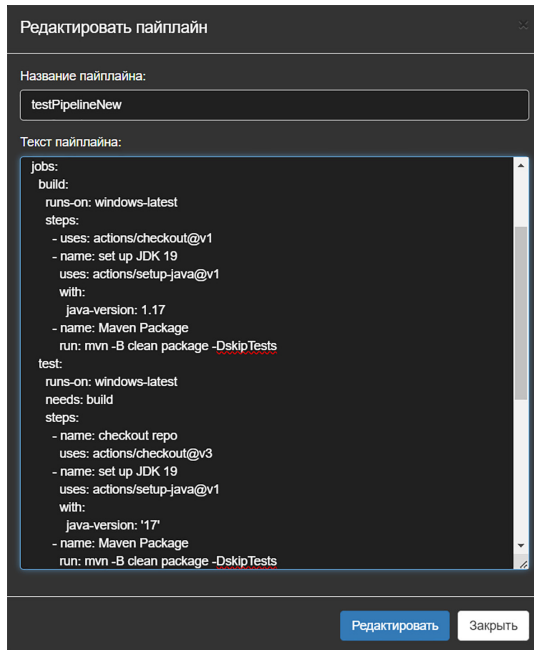 Редактировать пайплайн
×
Название пайплайна:
testPipelineNew
Текст пайплайна:
jobs:
  build:
    runs-on: windows-latest
    steps:
      - uses: actions/checkout@v1
      - name: set up JDK 19
        uses: actions/setup-java@v1
        with:
          java-version: 1.17
      - name: Maven Package
        run: mvn -B clean package -DskipTests
  test:
    runs-on: windows-latest
    needs: build
    steps:
      - name: checkout repo
        uses: actions/checkout@v3
      - name: set up JDK 19
        uses: actions/setup-java@v1
        with:
          java-version: '17'
      - name: Maven Package
        run: mvn -B clean package -DskipTests
Редактировать
Закрыть